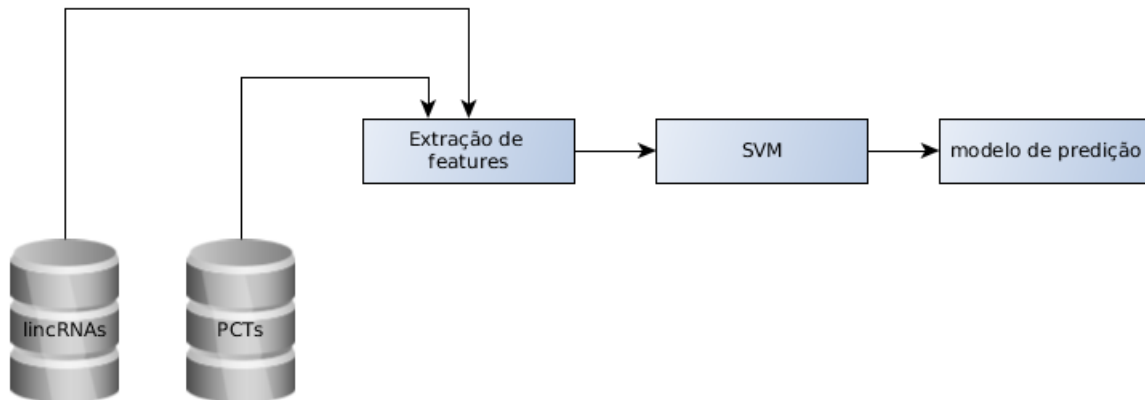 Extração de
features
SVM
modelo de predição
lincRNAs
PCTs